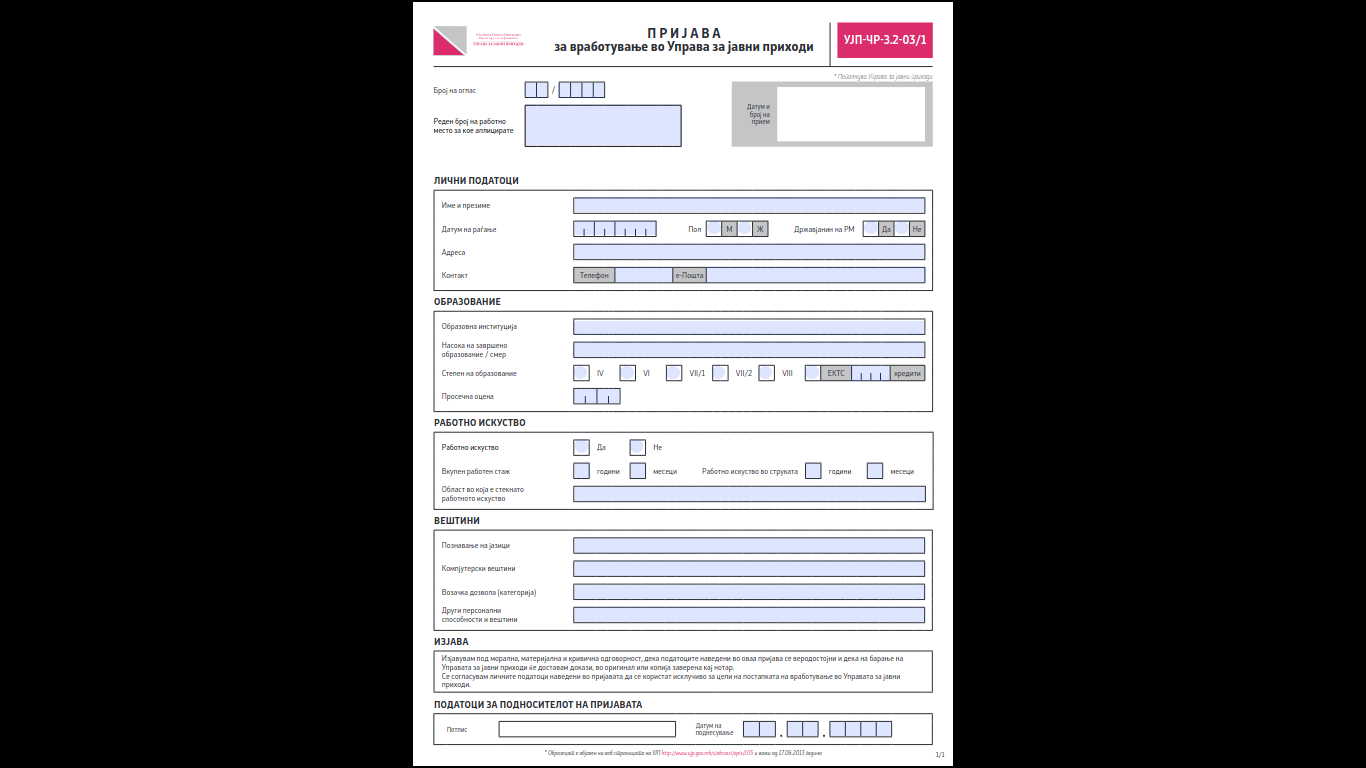 УПРАВА ЗА ЈАВНИ ПРИХОДИ
ПРИЈАВА
за вработување во Управа за јавни приходи
УЈП-ЧР-3.2-03/1
* Пополнува Управа за јавни приходи
Број на оглас /
Реден број на работно
место за кое аплицирате
Датум и
број на
прием
ЛИЧНИ ПОДАТОЦИ
Име и презиме
Датум на раѓање Пол М Ж Државјанин на РМ Да Не
Адреса
Контакт Телефон е-Пошта
ОБРАЗОВАНИЕ
Образовна институција
Насока на завршено
образование / смер
Степен на образование IV VI VII/1 VII/2 VIII ЕКТС кредити
Просечна оцена
РАБОТНО ИСКУСТВО
Работно искуство Да Не
Вкупен работен стаж години месеци Работно искуство во струката години месеци
Област во која е стекнато
работното искуство
ВЕШТИНИ
Познавање на јазици
Компјутерски вештини
Возачка дозвола (категорија)
Други персонални
способности и вештини
ИЗЈАВА
Изјавувам под морална, материјална и кривична одговорност, дека податоците наведени во оваа пријава се веродостојни и дека на барање на
Управата за јавни приходи ќе доставам докази, во оригинал или копија заверена кај нотар.
Се согласувам личните податоци наведени во пријавата да се користат исклучиво за цели на постапката на вработување во Управата за јавни
приходи.
ПОДАТОЦИ ЗА ПОДНОСИТЕЛОТ НА ПРИЈАВАТА
Потпис
Датум на
поднесување . .
* Образецот е објавен на веб страницата на УЈП http://www.ujp.gov.mk/s/obrasci/opis/105 и важи од 17.06.2013 година
1/1